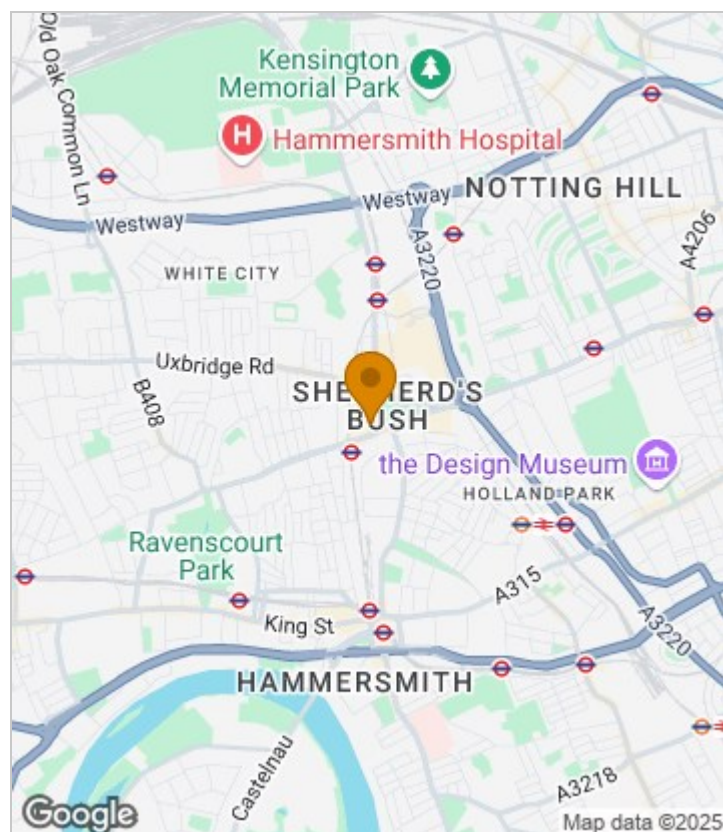 Old Oak Common Ln
Kensington
Memorial Park
Hammersmith Hospital
Westway
Westway
NOTTING HILL
A3220
A4206
WHITE CITY
Uxbridge Rd
B408
SHEPHERD'S
BUSH
the Design Museum
HOLLAND PARK
Ravenscourt
Park
A315
King St
A3220
HAMMERSMITH
Castelnau
A3218
Google
Map data ©2025